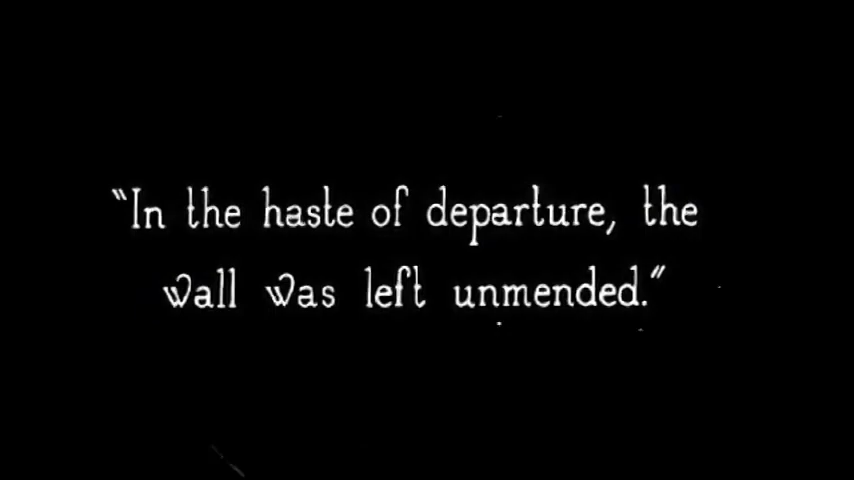 “In the haste of departure, the
wall was left unmended.”